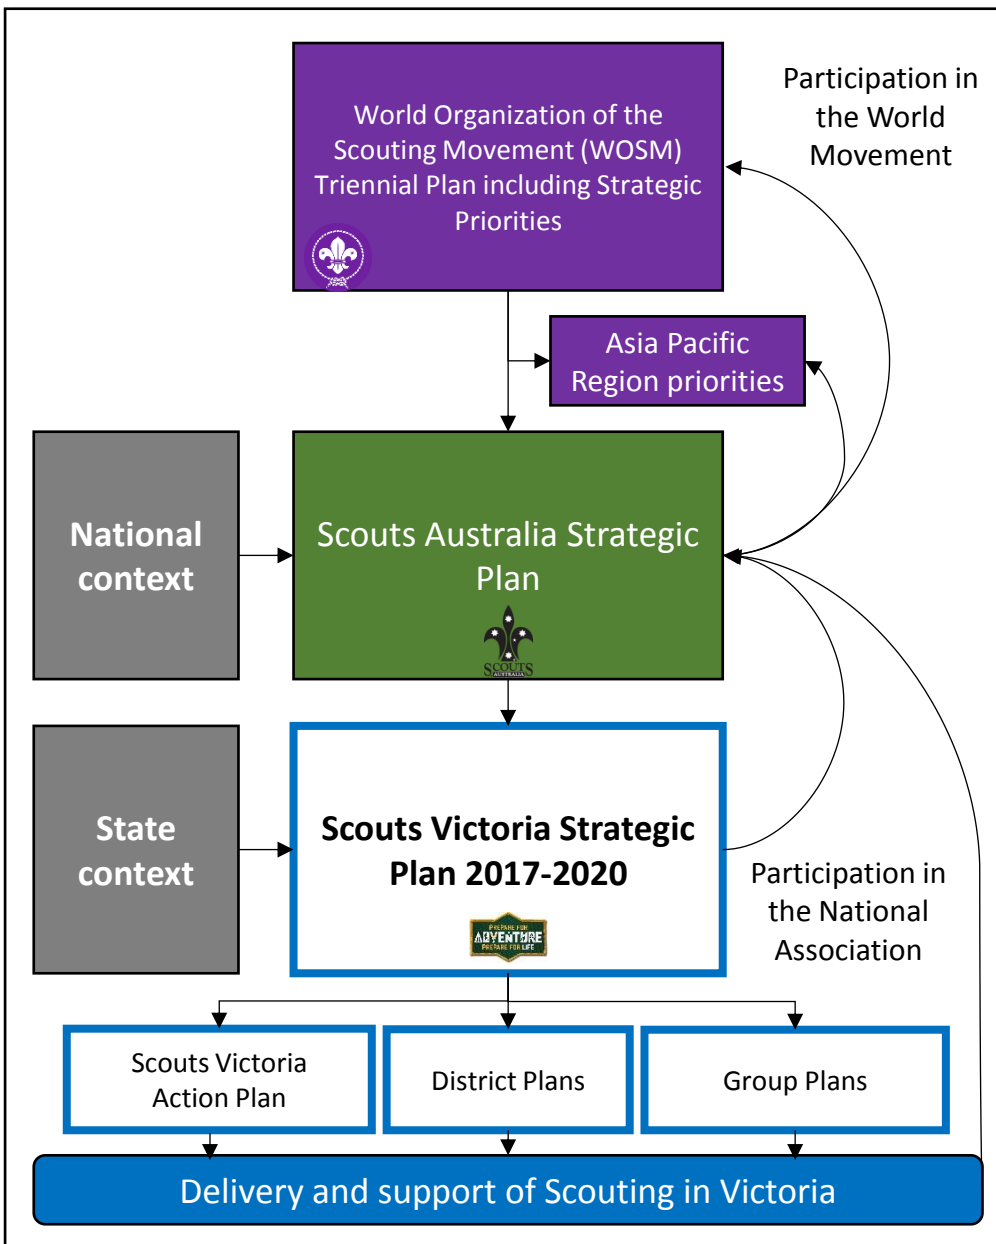 World Organization of the
Scouting Movement (WOSM)
Triennial Plan including Strategic
Priorities
Participation in
the World
Movement
Asia Pacific
Region priorities
National
context
Scouts Australia Strategic
Plan
SCOUTS
AUSTRALIA
State
context
Scouts Victoria Strategic
Plan 2017-2020
PREPARE FOR
ADVENTURE
PREPARE FOR LIFE
Participation in
the National
Association
Scouts Victoria
Action Plan
District Plans
Group Plans
Delivery and support of Scouting in Victoria